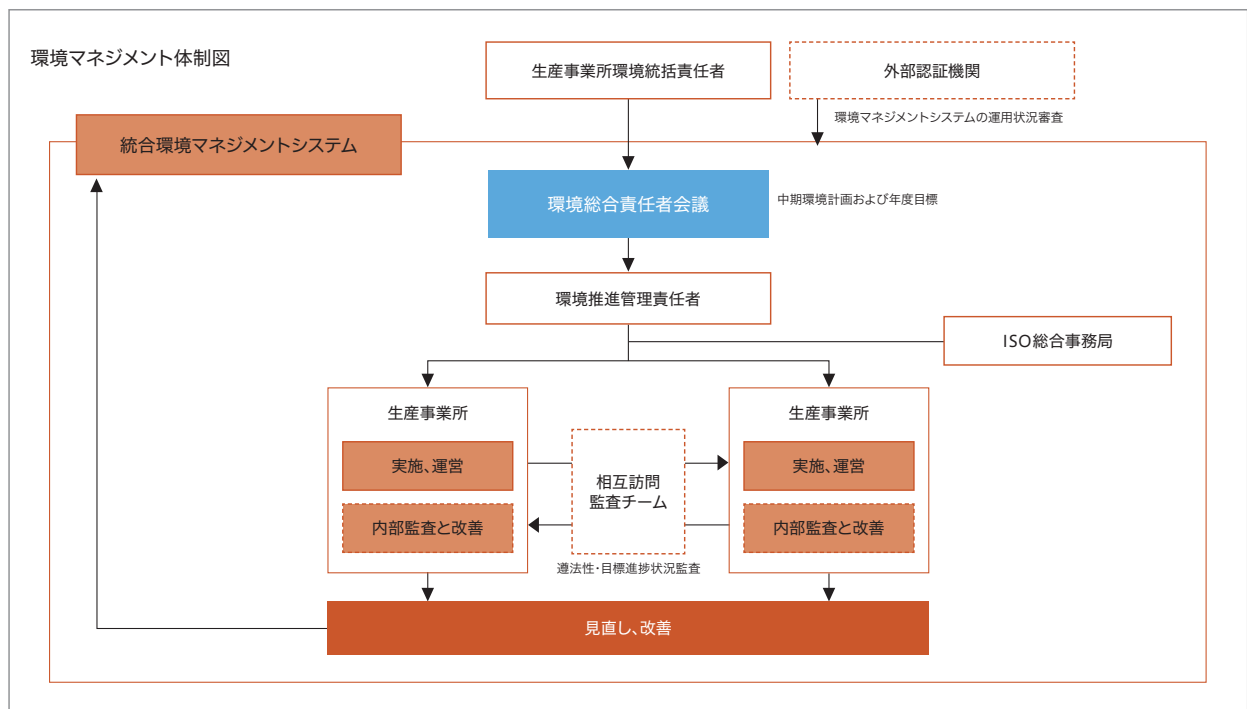 環境マネジメント体制図
生産事業所環境統括責任者
外部認証機関
環境マネジメントシステムの運用状況審査
統合環境マネジメントシステム
環境総合責任者会議
中期環境計画および年度目標
環境推進管理責任者
ISO総合事務局
生産事業所
実施、運営
内部監査と改善
相互訪問
監査チーム
遵法性・目標進捗状況監査
生産事業所
実施、運営
内部監査と改善
見直し、改善